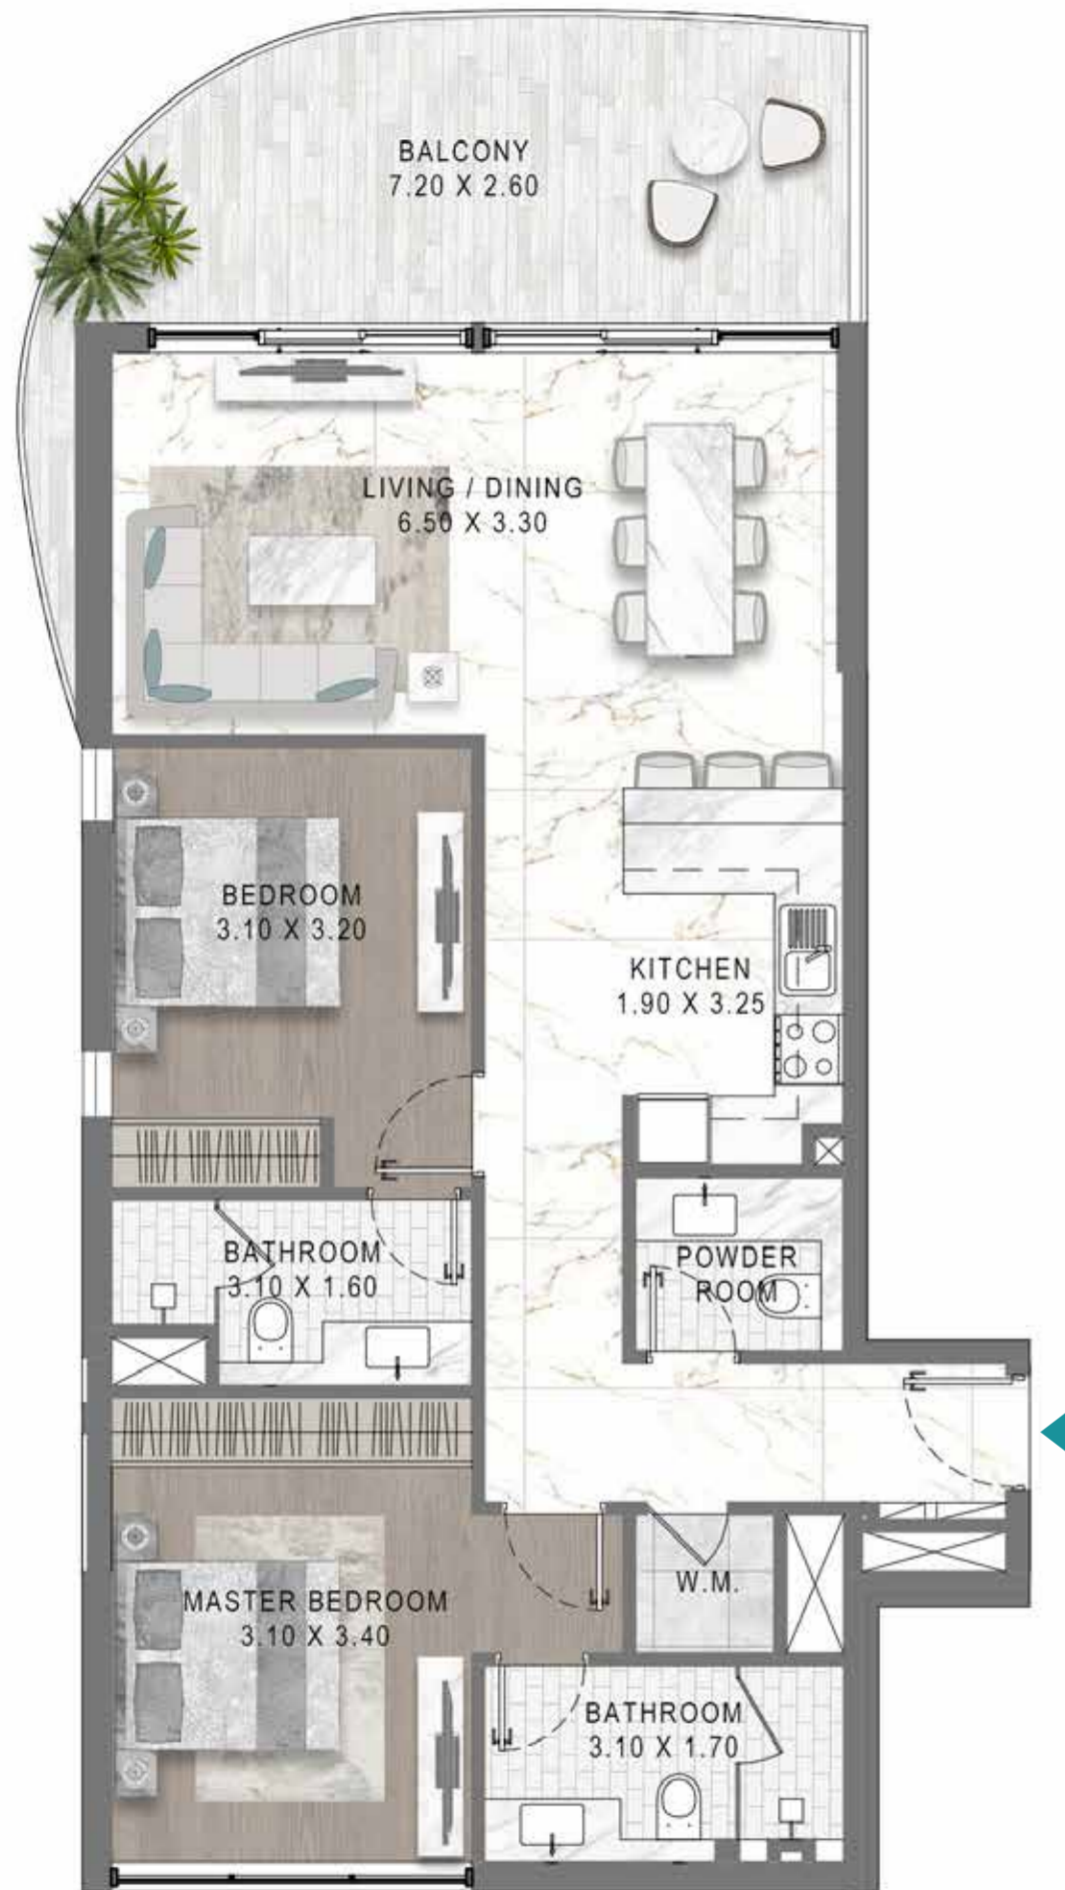 BALCONY
7.20 X 2.60
LIVING / DINING
6.50 X 3.30
BEDROOM
3.10 X 3.20
KITCHEN
1.90 X 3.25
BATHROOM
3.10 X 1.60
POWDER
ROOM
MASTER BEDROOM
3.10 X 3.40
W.M.
BATHROOM
3.10 X 1.70